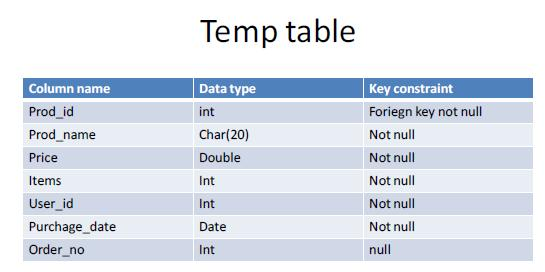 Temp table
Column name Data type Key constraint
Prod_id int Foriegn key not null
Prod_name Char(20) Not null
Price Double Not null
Items Int Not null
User_id Int Not null
Purchage_date Date Not null
Order_no Int null